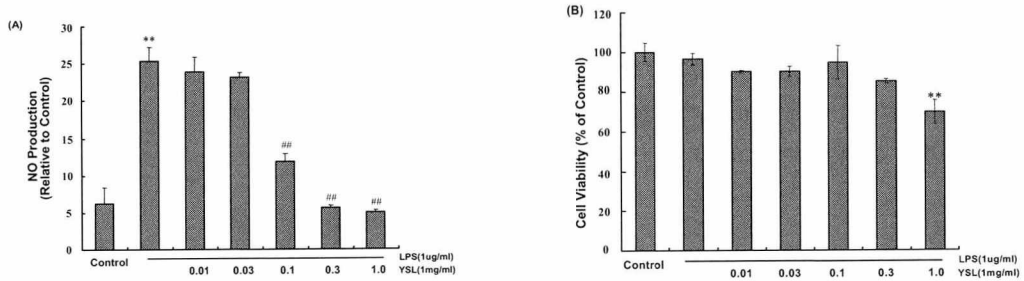 (A)
30
25
20
15
10
5
0
NO Production
(Relative to Control)
**
##
##
##
Control
LPS(1ug/ml)
0.01 0.03 0.1 0.3 1.0 YSL(1mg/ml)
(B)
120
100
80
60
40
20
0
Cell Viability (% of Control)
**
Control
LPS(1ug/ml)
0.01 0.03 0.1 0.3 1.0 YSL(1mg/ml)